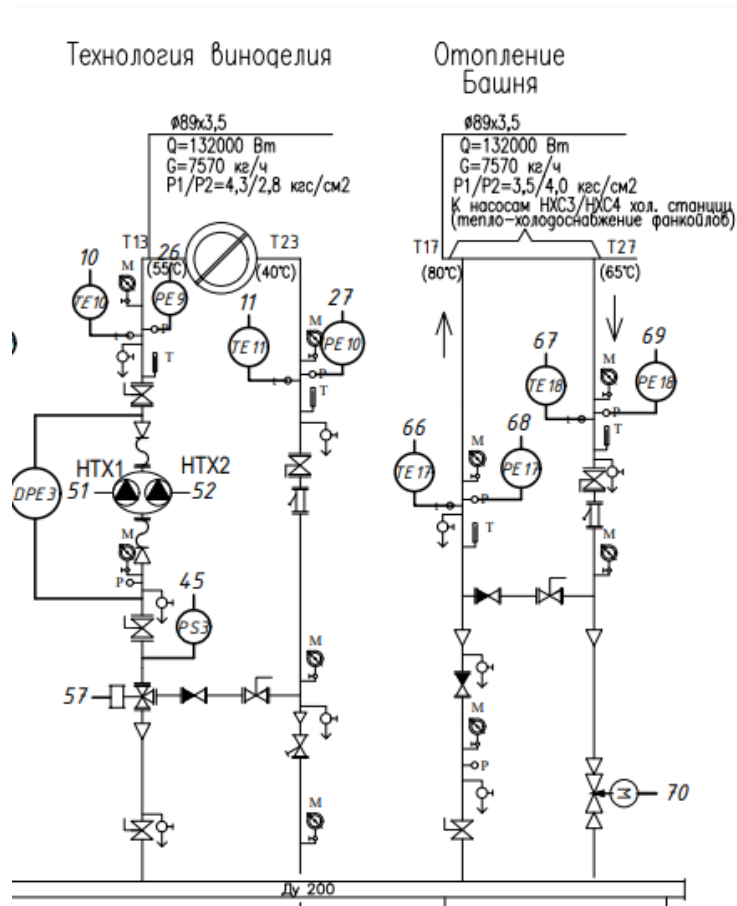 Технология виноделия
Отопление
Башня
ø89х3,5
Q=132000 Вт
G=7570 кг/ч
P1/P2=4,3/2,8 кгс/см2
ø89х3,5
Q=132000 Вт
G=7570 кг/ч
P1/P2=3,5/4,0 кгс/см2
К насосам НХС3/НХС4 хол. станции
(тепло-холодоснабжение фанкойлов)
T13
26
T23
T17
T27
(55°C)
(40°C)
(80°C)
(65°C)
10
M
TE10
PE9
t
P
T
11
27
M
TE11
PE10
t
P
T
67
69
M
TE18
PE18
t
P
T
66
68
M
TE17
PE17
t
P
T
НТХ1
НТХ2
DPE3
51
52
M
P
45
PS3
57
M
M
M
M
P
M
70
Ду 200